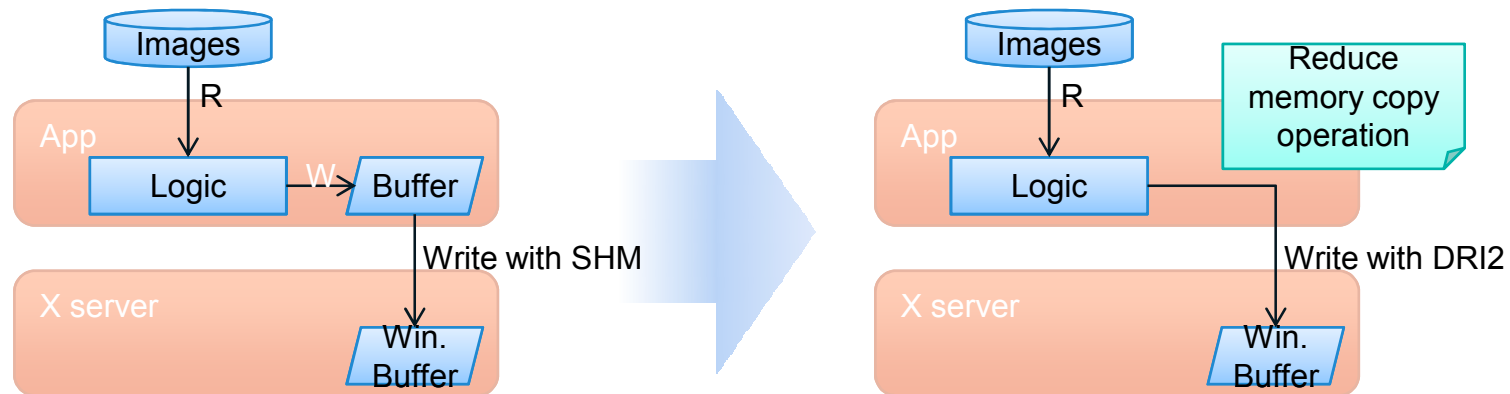 Images
R
App
Logic
W
Buffer
Write with SHM
X server
Win.
Buffer
Images
R
Reduce
memory copy
operation
App
Logic
Write with DRI2
X server
Win.
Buffer